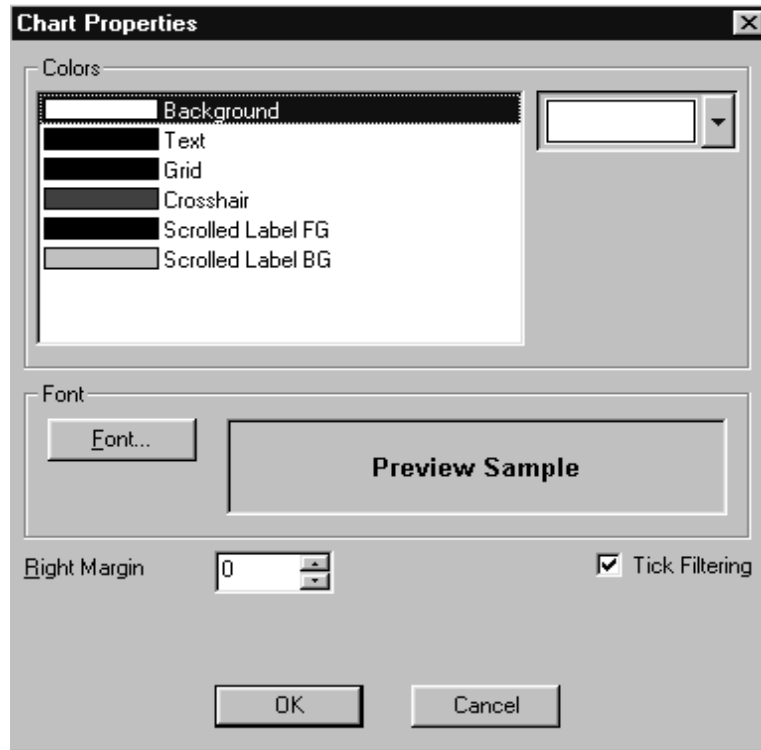 Chart Properties
Colors
Background
Text
Grid
Crosshair
Scrolled Label FG
Scrolled Label BG
Font
Font...
Preview Sample
Right Margin 0 Tick Filtering
OK Cancel